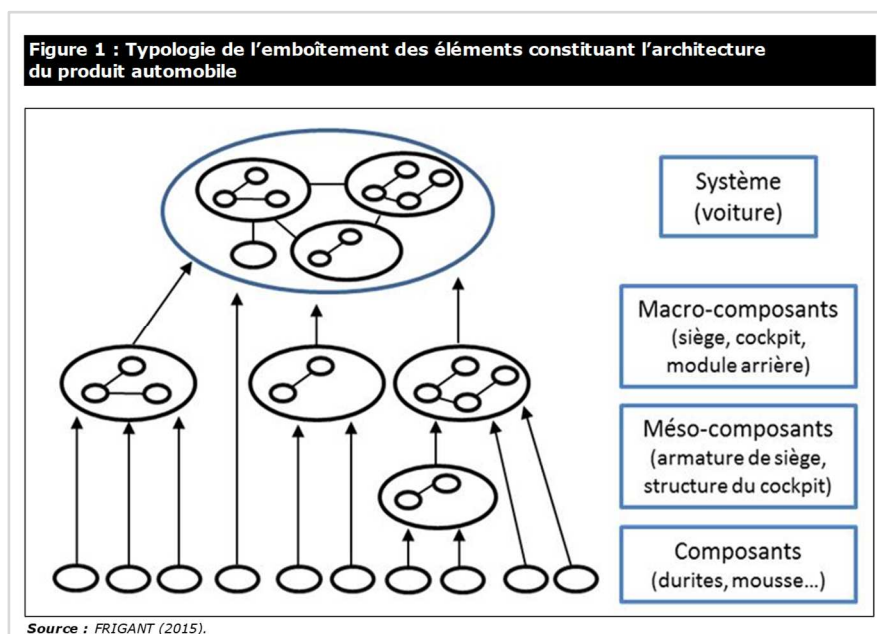 Figure 1 : Typologie de l’emboîtement des éléments constituant l’architecture
du produit automobile
Système
(voiture)
Macro-composants
(siège, cockpit,
module arrière)
Méso-composants
(armature de siège,
structure du cockpit)
Composants
(durites, mousse…)
Source : FRIGANT (2015).